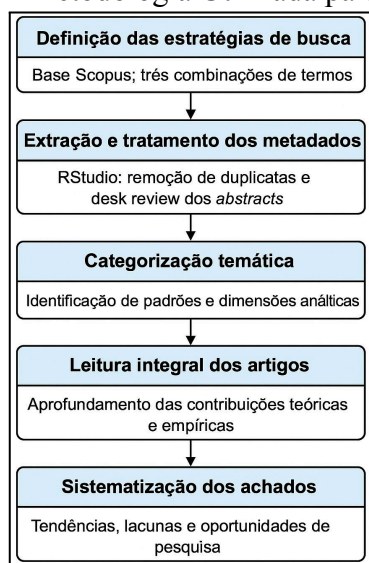 Definição das estratégias de busca
Base Scopus; três combinações de termos
Extração e tratamento dos metadados
RStudio: remoção de duplicatas e
desk review dos abstracts
Categorização temática
Identificação de padrões e dimensões análticas
Leitura integral dos artigos
Aprofundamento das contribuições teóricas
e empíricas
Sistematização dos achados
Tendências, lacunas e oportunidades de
pesquisa